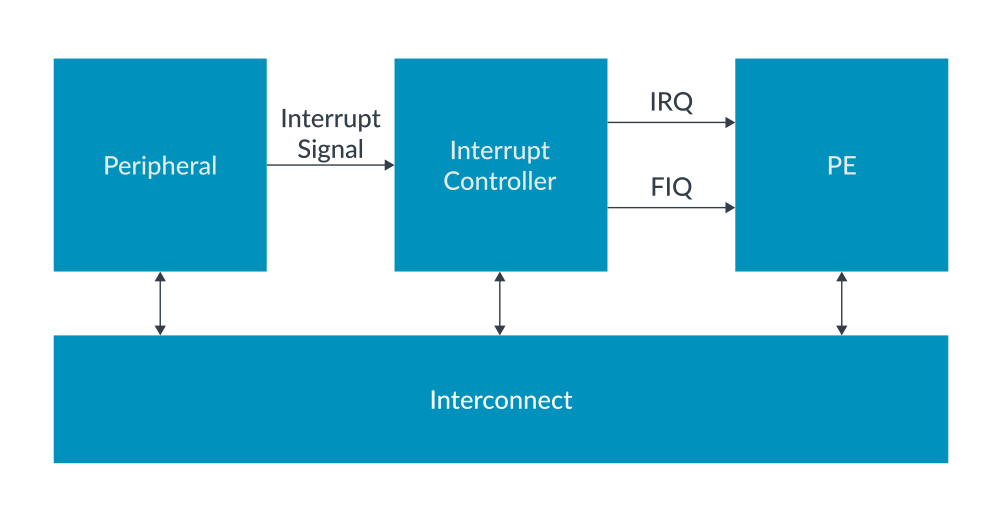 Peripheral
Interrupt
Signal
Interrupt
Controller
IRQ
FIQ
PE
Interconnect